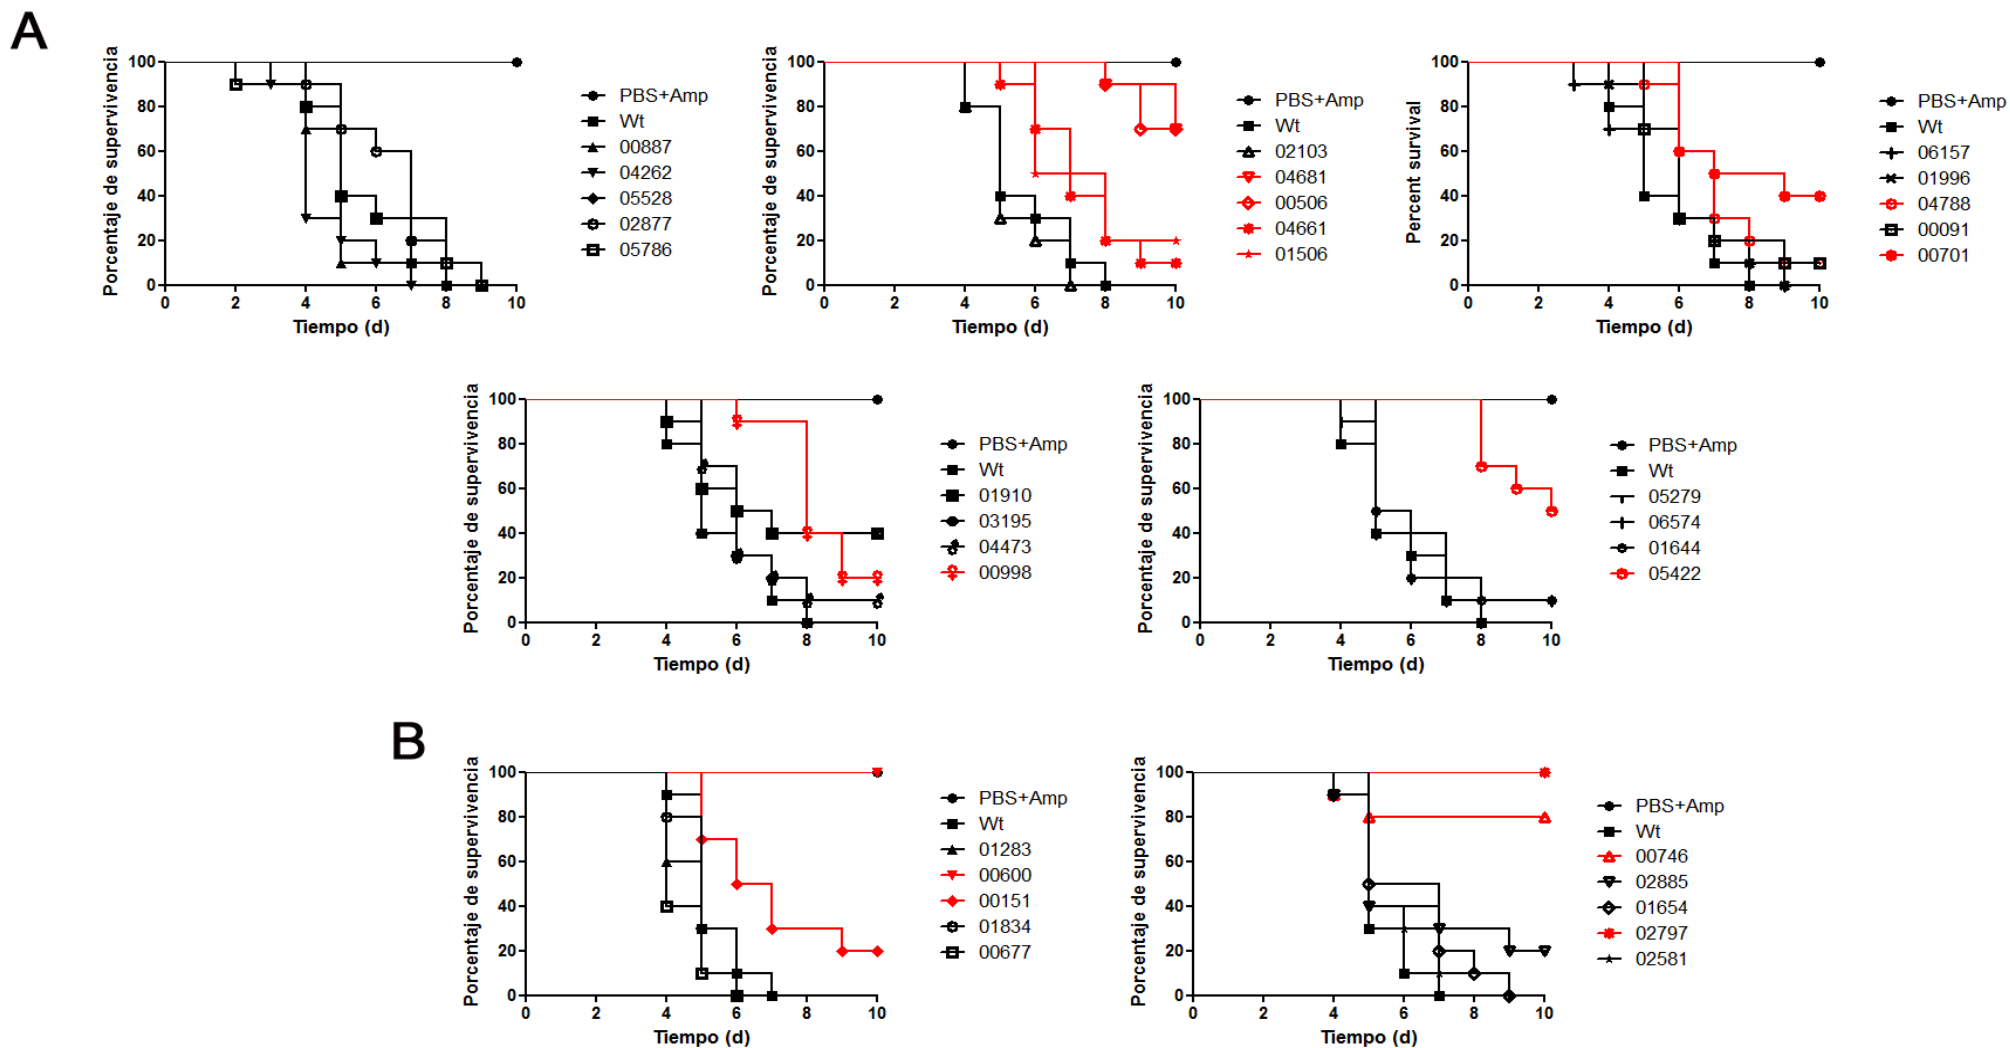 A
Porcentaje de supervivencia
100
80
60
40
20
0
0 2 4 6 8 10
Tiempo (d)
PBS+Amp
Wt
00887
04262
05528
02877
05786
Porcentaje de supervivencia
100
80
60
40
20
0
0 2 4 6 8 10
Tiempo (d)
PBS+Amp
Wt
02103
04681
00506
04661
01506
Percent survival
100
80
60
40
20
0
0 2 4 6 8 10
Tiempo (d)
PBS+Amp
Wt
06157
01996
04788
00091
00701
Porcentaje de supervivencia
100
80
60
40
20
0
0 2 4 6 8 10
Tiempo (d)
PBS+Amp
Wt
01910
03195
04473
00998
Porcentaje de supervivencia
100
80
60
40
20
0
0 2 4 6 8 10
Tiempo (d)
PBS+Amp
Wt
05279
06574
01644
05422
B
Porcentaje de supervivencia
100
80
60
40
20
0
0 2 4 6 8 10
Tiempo (d)
PBS+Amp
Wt
01283
00600
00151
01834
00677
Porcentaje de supervivencia
100
80
60
40
20
0
0 2 4 6 8 10
Tiempo (d)
PBS+Amp
Wt
00746
02885
01654
02797
02581